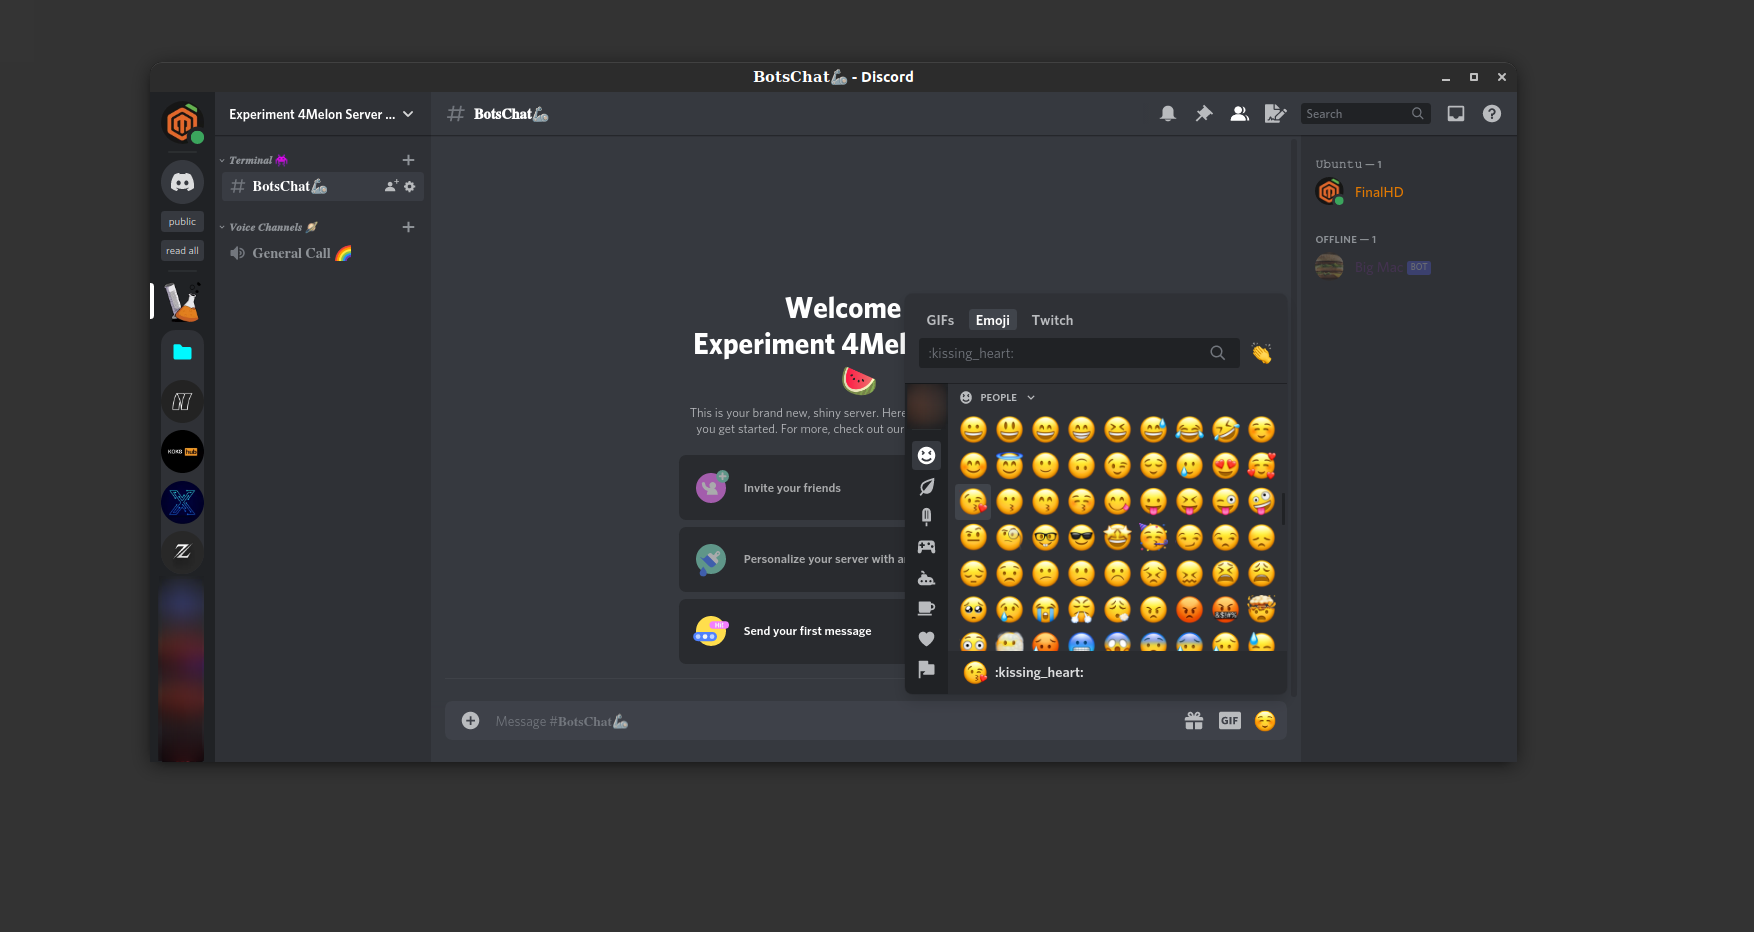 BotsChat🦾 - Discord
Experiment 4Melon Server ...
BotsChat🦾
Search
Terminal 👾
BotsChat🦾
Voice Channels 🪐
General Call 🌈
public
read all
KOKS hub
Welcome
Experiment 4Mel
🍉
This is your brand new, shiny server. Here
you get started. For more, check out our
Invite your friends
Personalize your server with a
Hi!
Send your first message
Message #BotsChat🦾
GIF
GIFs
Emoji
Twitch
:kissing_heart:
PEOPLE
:kissing_heart:
Ubuntu — 1
FinalHD
OFFLINE — 1
Big Mac BOT